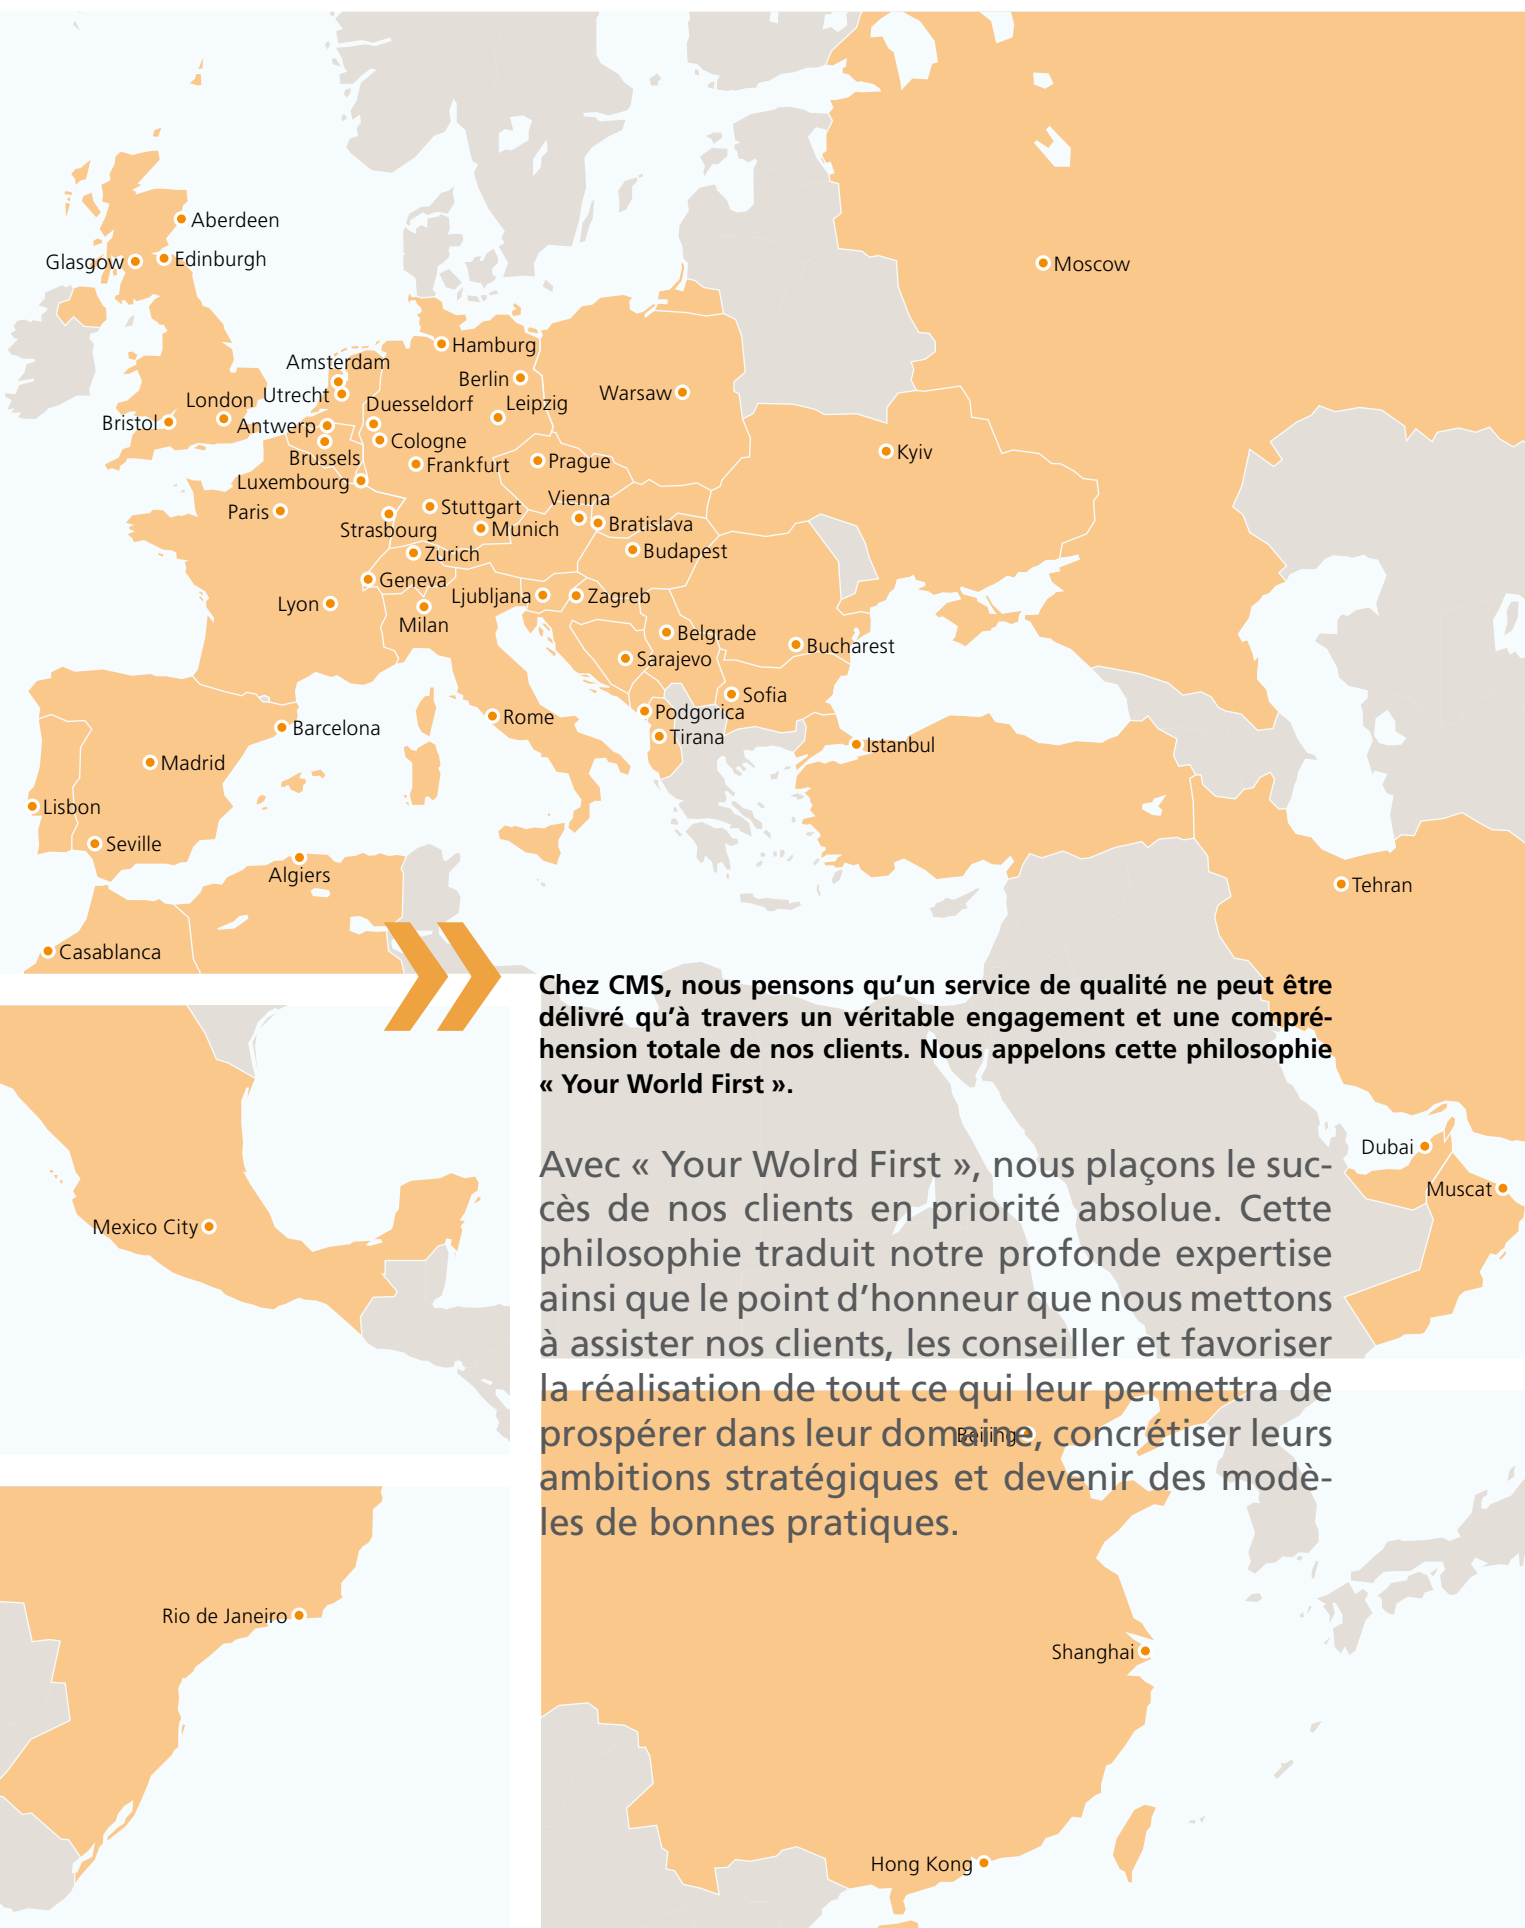 Aberdeen
Glasgow
Edinburgh
Moscow
Hamburg
Amsterdam
Berlin
Utrecht
Warsaw
London
Duesseldorf
Leipzig
Bristol
Antwerp
Cologne
Kyiv
Brussels
Frankfurt
Prague
Luxembourg
Vienna
Paris
Stuttgart
Strasbourg
Munich
Bratislava
Zurich
Budapest
Geneva
Ljubljana
Zagreb
Lyon
Milan
Belgrade
Bucharest
Sarajevo
Sofia
Podgorica
Rome
Barcelona
Tirana
Istanbul
Madrid
Lisbon
Seville
Algiers
Tehran
Casablanca
Chez CMS, nous pensons qu’un service de qualité ne peut être
délivré qu’à travers un véritable engagement et une compré-
hension totale de nos clients. Nous appelons cette philosophie
« Your World First ».
Dubai
Muscat
Avec « Your Wolrd First », nous plaçons le suc-
cès de nos clients en priorité absolue. Cette
philosophie traduit notre profonde expertise
ainsi que le point d’honneur que nous mettons
à assister nos clients, les conseiller et favoriser
la réalisation de tout ce qui leur permettra de
prospérer dans leur domaine, concrétiser leurs
ambitions stratégiques et devenir des modè-
les de bonnes pratiques.
Mexico City
Beijing
Rio de Janeiro
Shanghai
Hong Kong